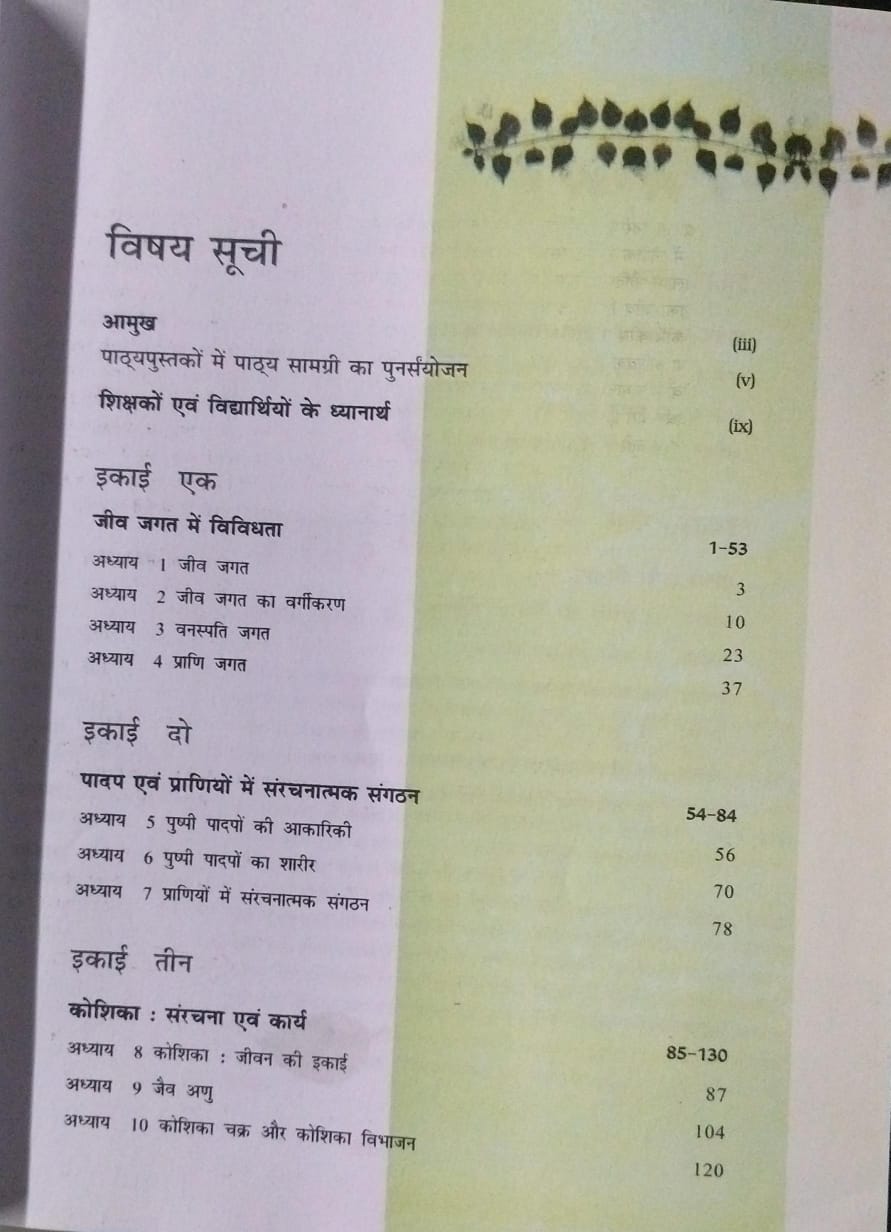 विषय सूची
आमुख (iii)
पाठ्यपुस्तकों में पाठ्य सामग्री का पुनर्संयोजन (v)
शिक्षकों एवं विद्यार्थियों के ध्यानार्थ (ix)
इकाई एक
जीव जगत में विविधता 1-53
अध्याय 1 जीव जगत 3
अध्याय 2 जीव जगत का वर्गीकरण 10
अध्याय 3 वनस्पति जगत 23
अध्याय 4 प्राणि जगत 37
इकाई दो
पादप एवं प्राणियों में संरचनात्मक संगठन 54-84
अध्याय 5 पुष्पी पादपों की आकारिकी 56
अध्याय 6 पुष्पी पादपों का शारीर 70
अध्याय 7 प्राणियों में संरचनात्मक संगठन 78
इकाई तीन
कोशिका : संरचना एवं कार्य 85-130
अध्याय 8 कोशिका : जीवन की इकाई 87
अध्याय 9 जैव अणु 104
अध्याय 10 कोशिका चक्र और कोशिका विभाजन 120